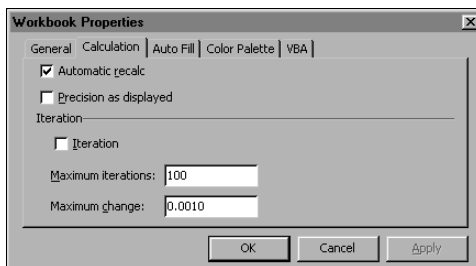 Workbook Properties
General Calculation Auto Fill Color Palette VBA
Automatic recalc
Precision as displayed
Iteration
Iteration
Maximum iterations: 100
Maximum change: 0.0010
OK Cancel Apply